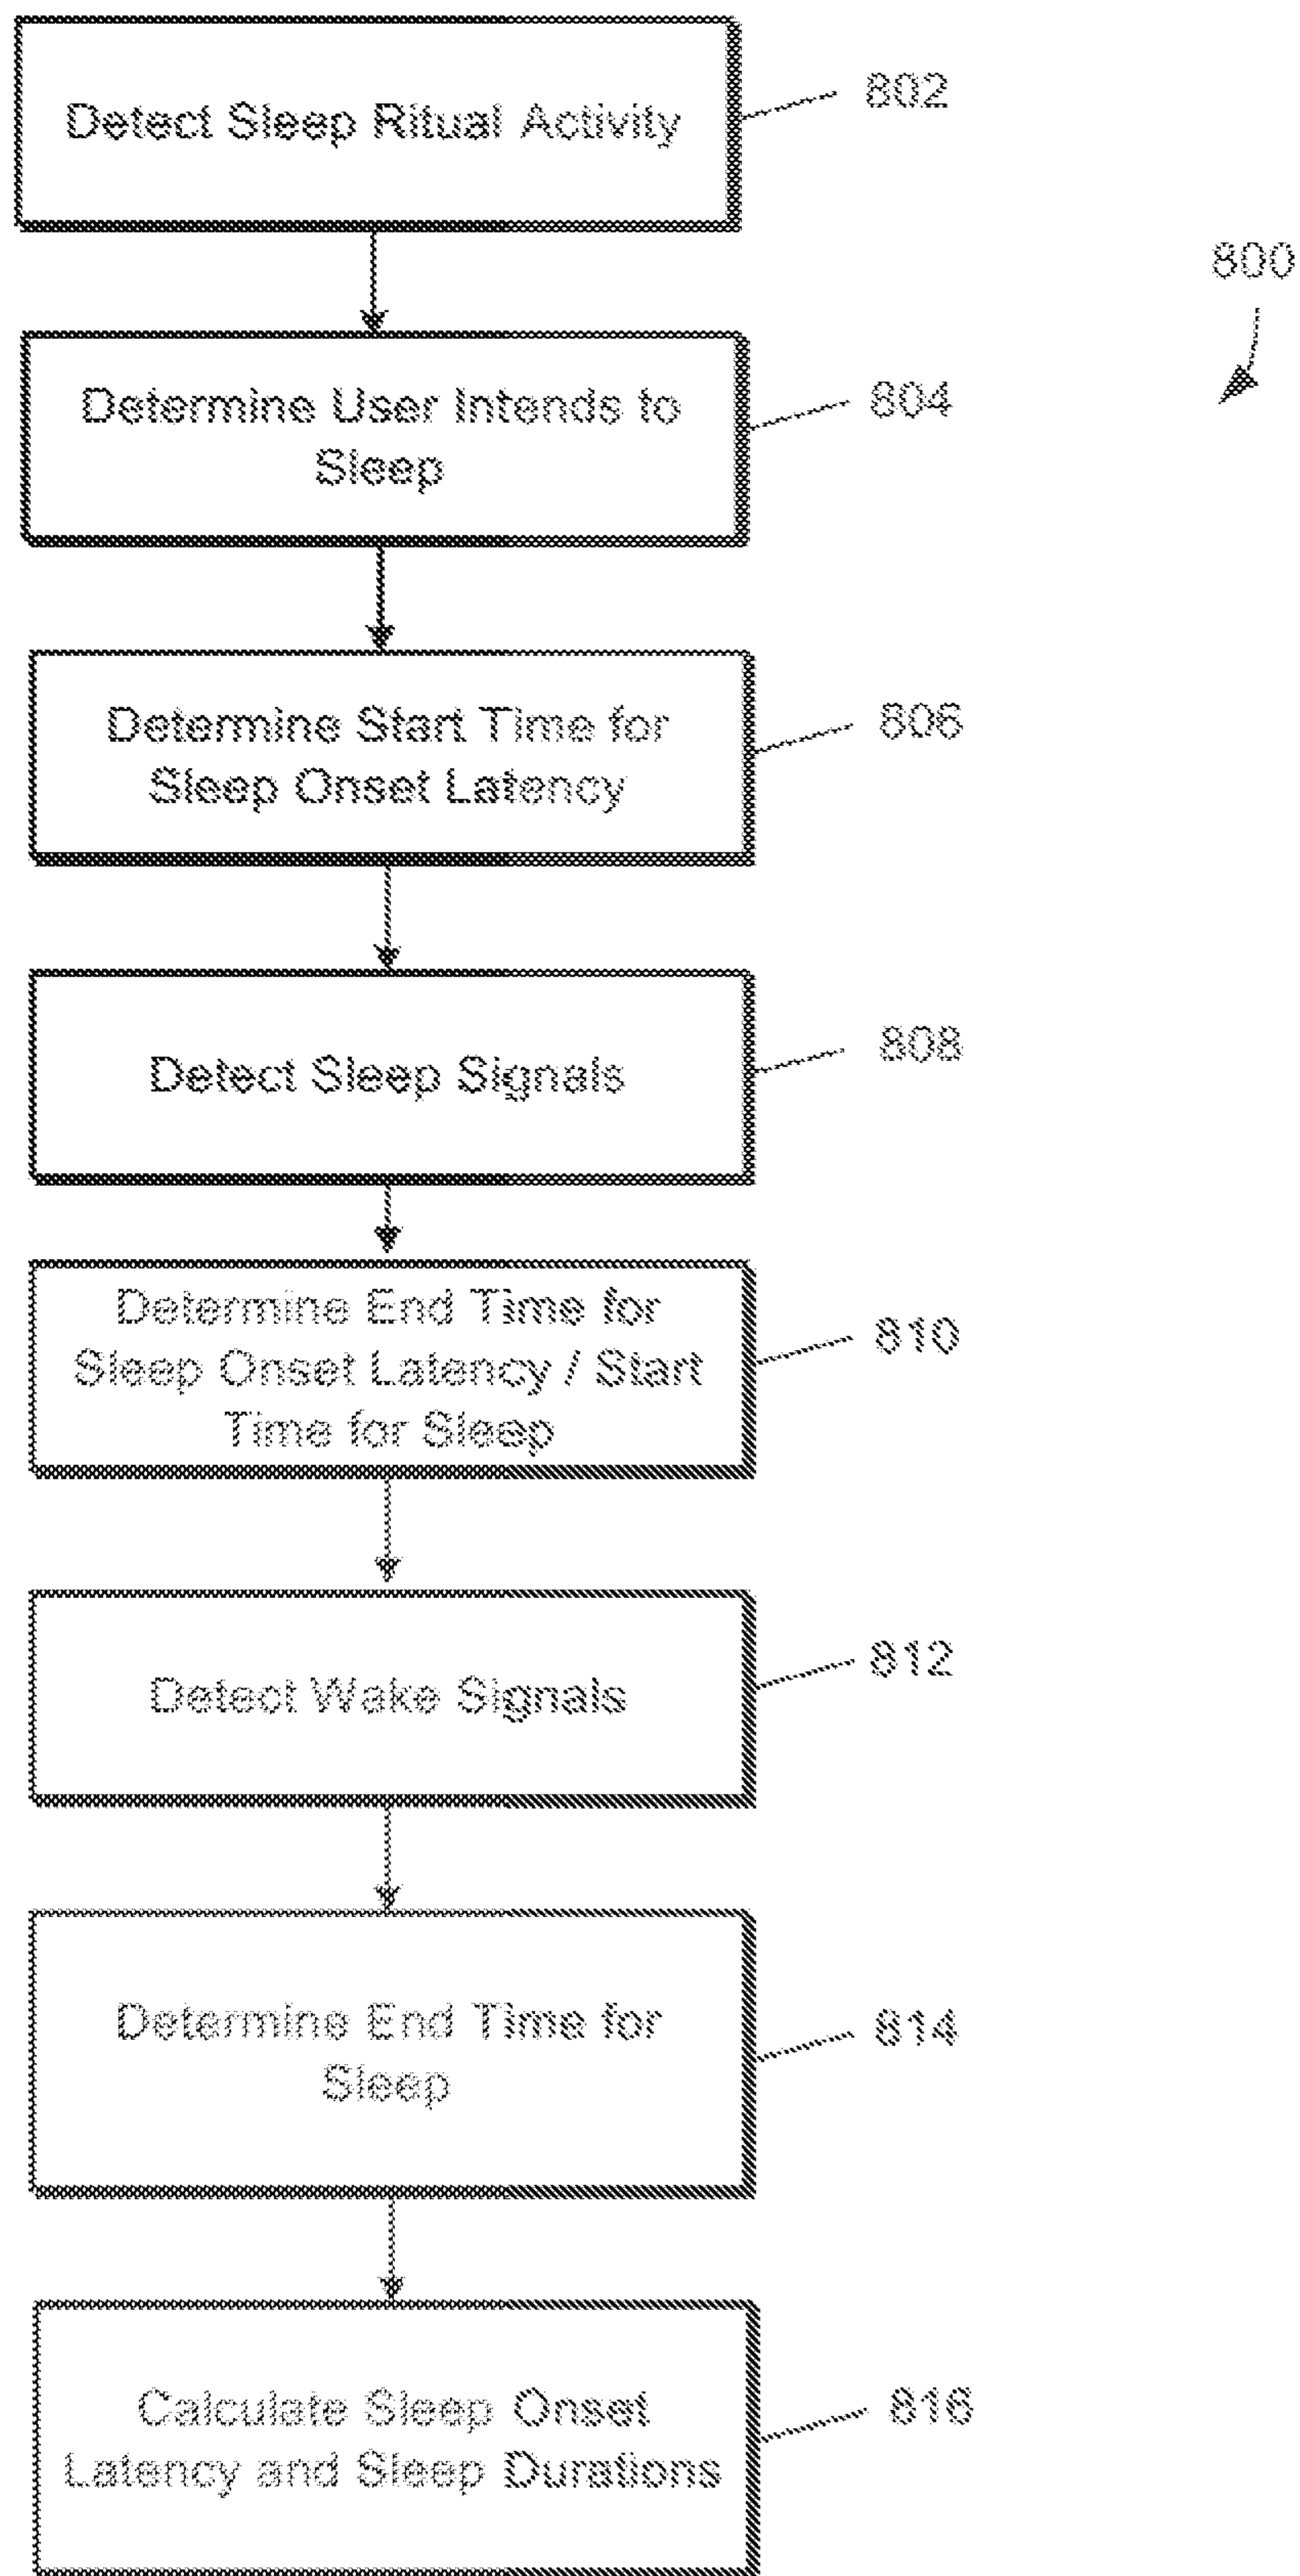 Detect Sleep Ritual Activity
802
800
Determine User Intends to
Sleep
804
Determine Start Time for
Sleep Onset Latency
806
Detect Sleep Signals
808
Determine End Time for
Sleep Onset Latency / Start
Time for Sleep
810
Detect Wake Signals
812
Determine End Time for
Sleep
814
Calculate Sleep Onset
Latency and Sleep Durations
816